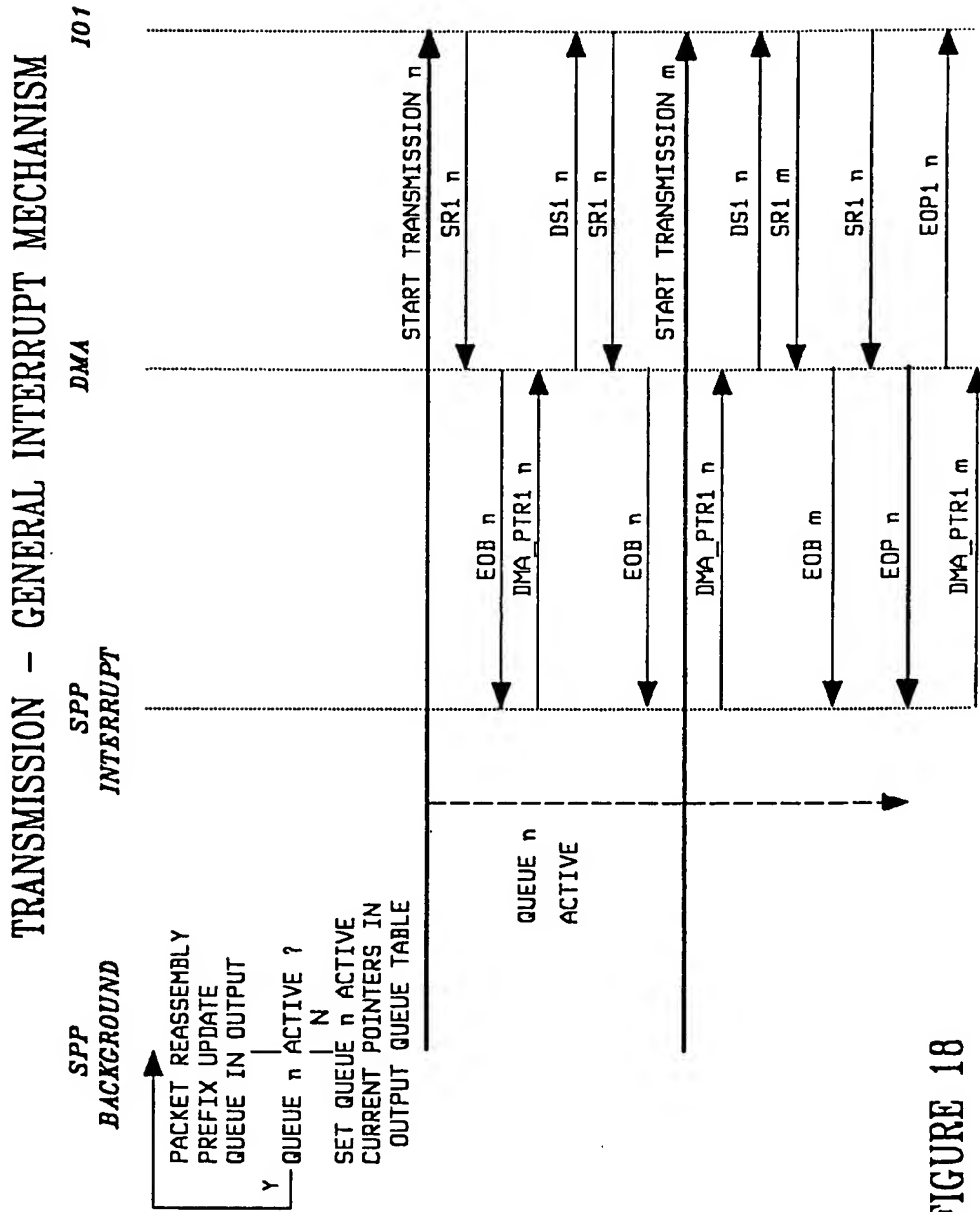 TRANSMISSION - GENERAL INTERRUPT MECHANISM
SPP
BACKGROUND
SPP
INTERRUPT
DMA
IO1
PACKET REASSEMBLY
PREFIX UPDATE
QUEUE IN OUTPUT
Y
QUEUE n ACTIVE ?
N
SET QUEUE n ACTIVE
CURRENT POINTERS IN
OUTPUT QUEUE TABLE
START TRANSMISSION n
SR1 n
EOB n
DMA_PTR1 n
QUEUE n
ACTIVE
DS1 n
SR1 n
EOB n
START TRANSMISSION m
DMA_PTR1 n
DS1 n
SR1 m
EOB m
SR1 n
EOP n
EOP1 n
DMA_PTR1 m
FIGURE 18